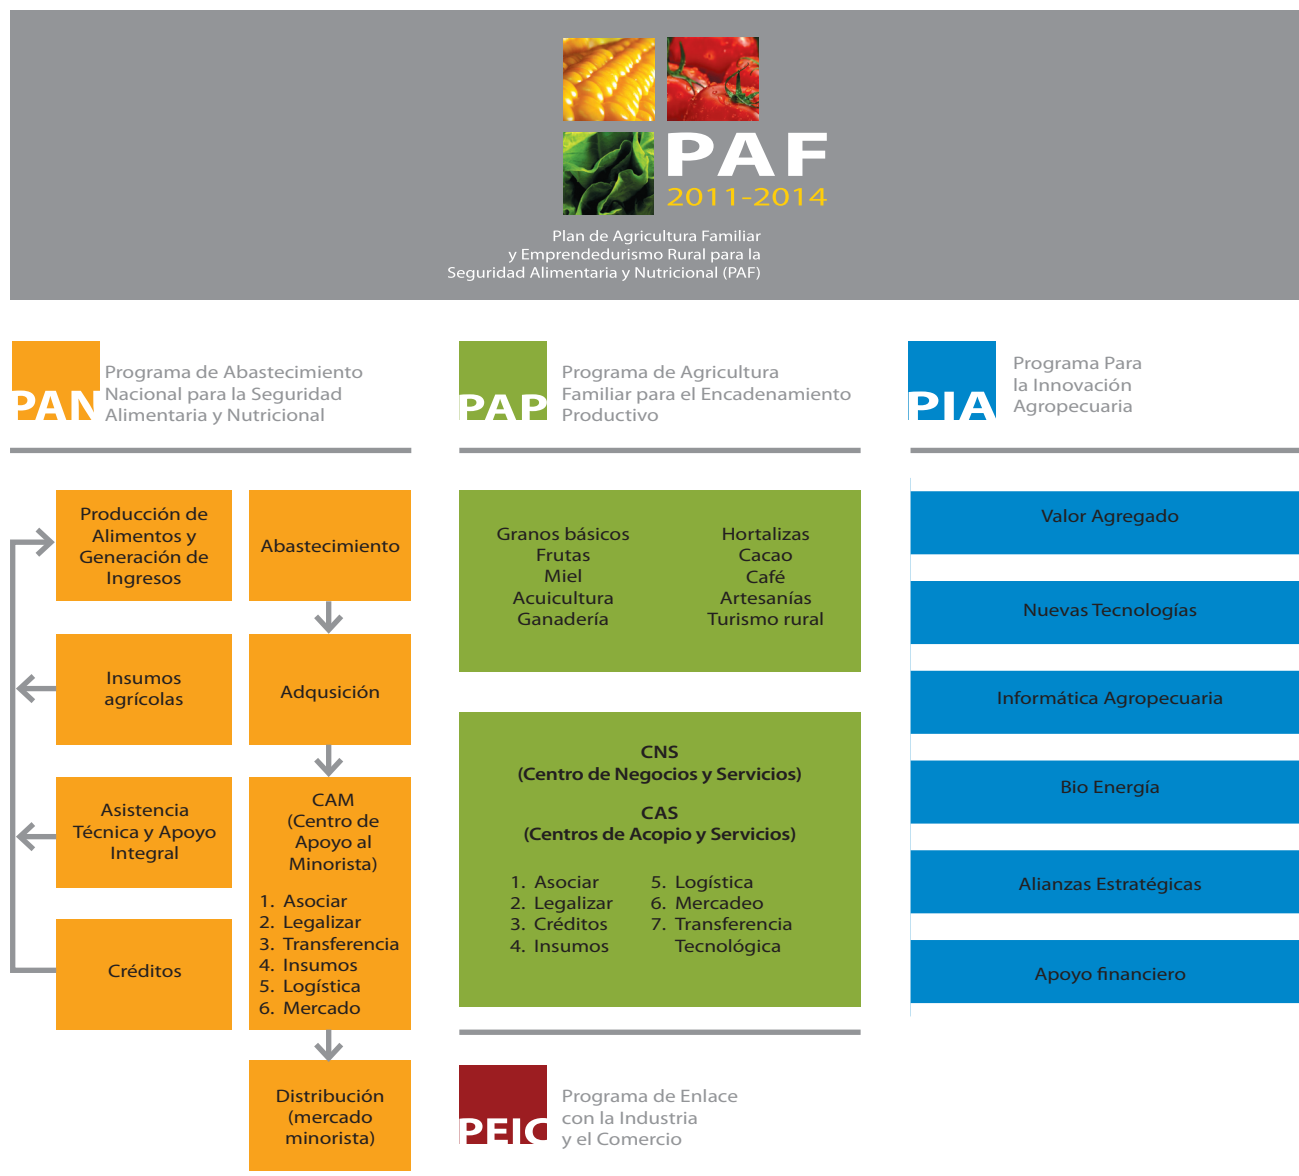 PAF
2011-2014
Plan de Agricultura Familiar
y Emprendedurismo Rural para la
Seguridad Alimentaria y Nutricional (PAF)
PAN
Programa de Abastecimiento
Nacional para la Seguridad
Alimentaria y Nutricional
Producción de
Alimentos y
Generación de
Ingresos
Insumos
agrícolas
Asistencia
Técnica y Apoyo
Integral
Créditos
Abastecimiento
Adqusición
CAM
(Centro de
Apoyo al
Minorista)
1. Asociar
2. Legalizar
3. Transferencia
4. Insumos
5. Logística
6. Mercado
Distribución
(mercado
minorista)
PAP
Programa de Agricultura
Familiar para el Encadenamiento
Productivo
Granos básicos
Frutas
Miel
Acuicultura
Ganadería
Hortalizas
Cacao
Café
Artesanías
Turismo rural
CNS
(Centro de Negocios y Servicios)
CAS
(Centros de Acopio y Servicios)
1. Asociar
2. Legalizar
3. Créditos
4. Insumos
5. Logística
6. Mercadeo
7. Transferencia
Tecnológica
PEIC
Programa de Enlace
con la Industria
y el Comercio
PIA
Programa Para
la Innovación
Agropecuaria
Valor Agregado
Nuevas Tecnologías
Informática Agropecuaria
Bio Energía
Alianzas Estratégicas
Apoyo financiero